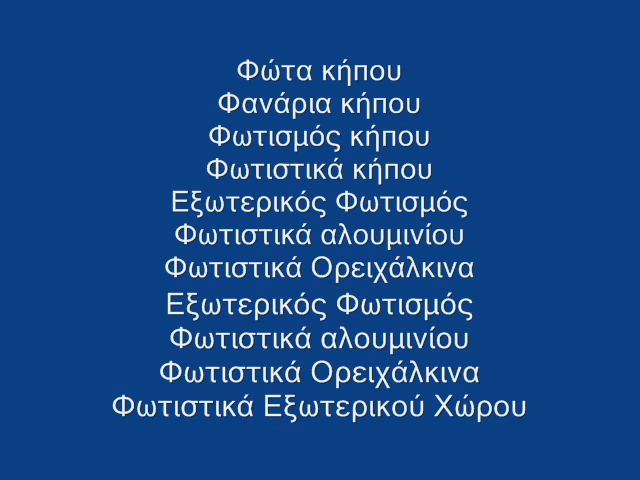 Φώτα κήπου
Φανάρια κήπου
Φωτισμός κήπου
Φωτιστικά κήπου
Εξωτερικός Φωτισμός
Φωτιστικά αλουμινίου
Φωτιστικά Ορειχάλκινα
Εξωτερικός Φωτισμός
Φωτιστικά αλουμινίου
Φωτιστικά Ορειχάλκινα
Φωτιστικά Εξωτερικού Χώρου